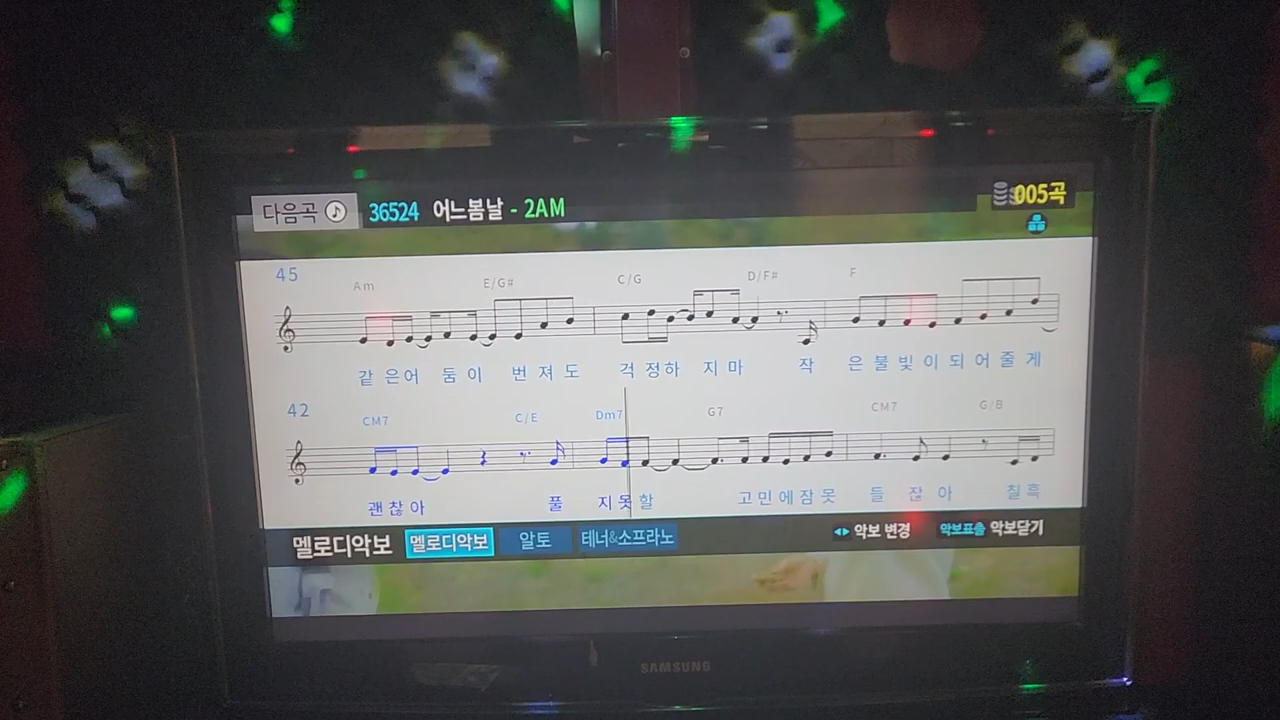 다음곡 36524 어느봄날 - 2AM 005곡
45
Am E/G# C/G D/F# F
같은어 둠이 번져도 걱정하 지마 작 은불빛이되어줄게
42
CM7 C/E Dm7 G7 CM7 G/B
괜찮아 풀 지못할 고민에잠못 들 잖아 칠흑
멜로디악보 멜로디악보 알토 테너&소프라노 악보 변경 악보표출 악보닫기
SAMSUNG